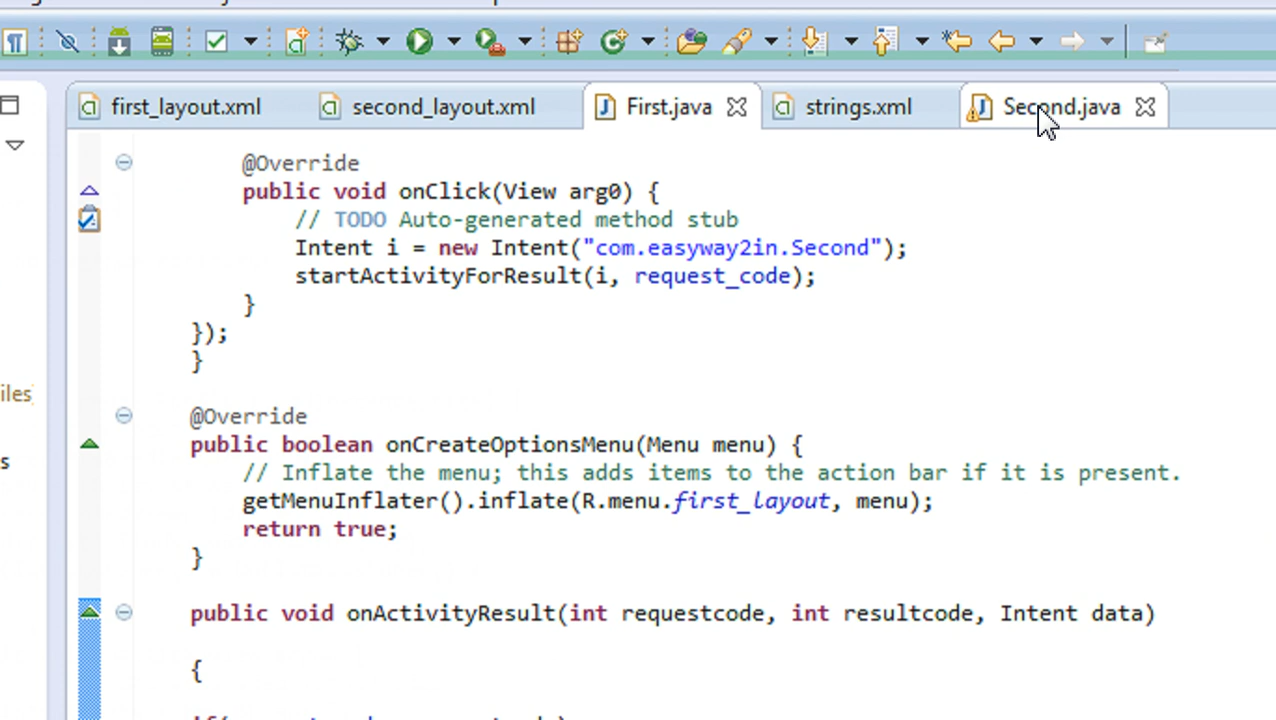 first_layout.xml second_layout.xml First.java strings.xml Second.java
@Override
public void onClick(View arg0) {
// TODO Auto-generated method stub
Intent i = new Intent("com.easyway2in.Second");
startActivityForResult(i, request_code);
}
});
}
@Override
iles
public boolean onCreateOptionsMenu(Menu menu) {
s
// Inflate the menu; this adds items to the action bar if it is present.
getMenuInflater().inflate(R.menu.first_layout, menu);
return true;
}
public void onActivityResult(int requestcode, int resultcode, Intent data)
{